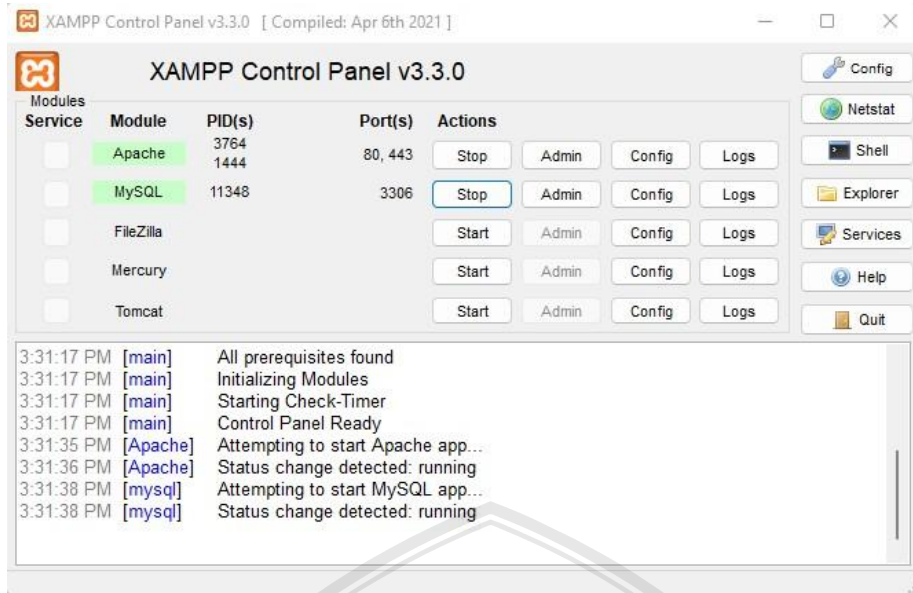 XAMPP Control Panel v3.3.0 [ Compiled: Apr 6th 2021 ]
XAMPP Control Panel v3.3.0
Config
Modules
Service Module PID(s) Port(s) Actions
Netstat
Apache 3764 1444 80, 443 Stop Admin Config Logs
Shell
MySQL 11348 3306 Stop Admin Config Logs
Explorer
FileZilla Start Admin Config Logs
Services
Mercury Start Admin Config Logs
Help
Tomcat Start Admin Config Logs
Quit
3:31:17 PM [main] All prerequisites found
3:31:17 PM [main] Initializing Modules
3:31:17 PM [main] Starting Check-Timer
3:31:17 PM [main] Control Panel Ready
3:31:35 PM [Apache] Attempting to start Apache app...
3:31:36 PM [Apache] Status change detected: running
3:31:38 PM [mysql] Attempting to start MySQL app...
3:31:38 PM [mysql] Status change detected: running